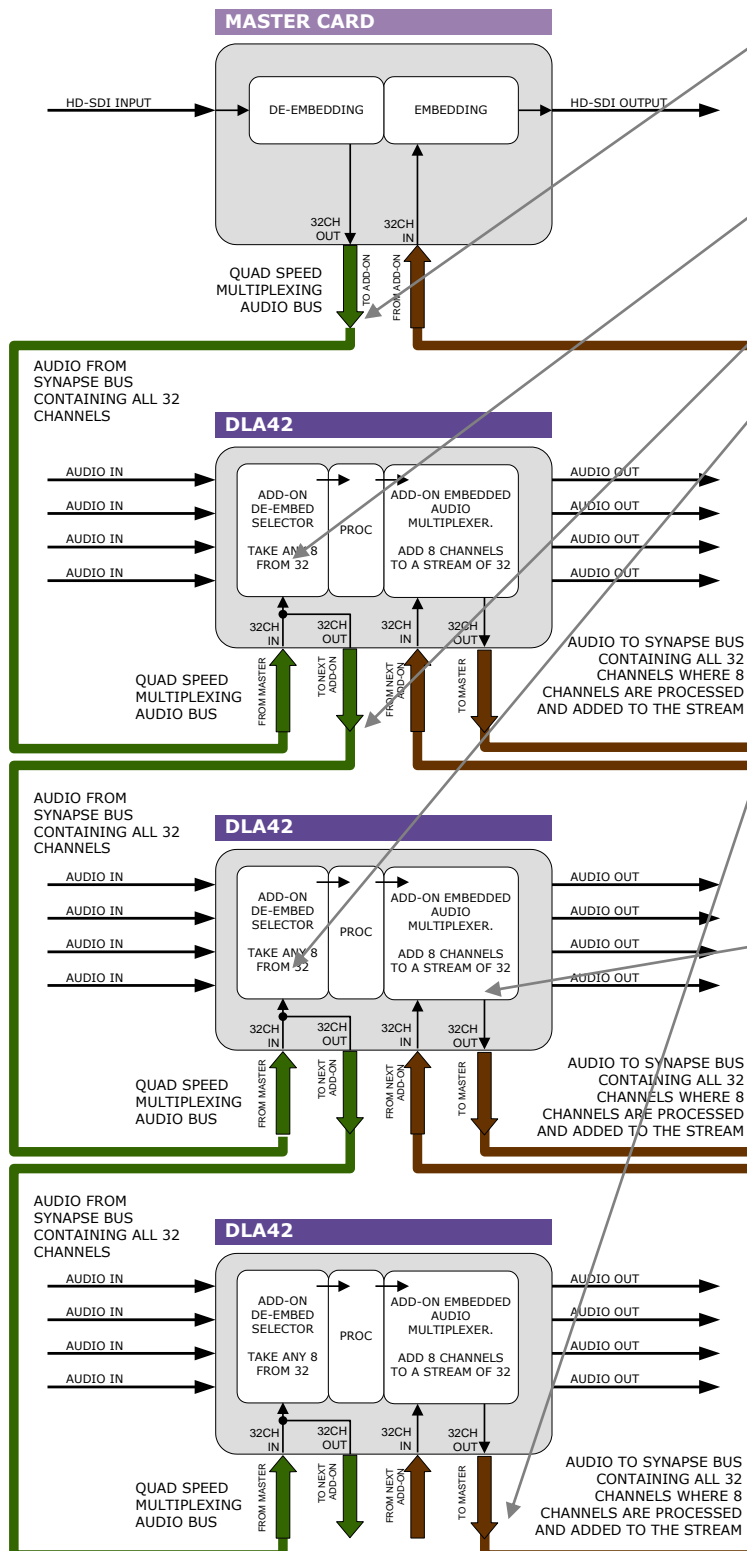 MASTER CARD
HD-SDI INPUT
DE-EMBEDDING
EMBEDDING
HD-SDI OUTPUT
32CH
OUT
32CH
IN
QUAD SPEED
MULTIPLEXING
AUDIO BUS
TO ADD-ON
FROM ADD-ON
AUDIO FROM
SYNAPSE BUS
CONTAINING ALL 32
CHANNELS
DLA42
AUDIO IN
AUDIO IN
AUDIO IN
AUDIO IN
ADD-ON
DE-EMBED
SELECTOR
TAKE ANY 8
FROM 32
PROC
ADD-ON EMBEDDED
AUDIO
MULTIPLEXER.
ADD 8 CHANNELS
TO A STREAM OF 32
AUDIO OUT
AUDIO OUT
AUDIO OUT
AUDIO OUT
32CH
IN
32CH
OUT
32CH
IN
32CH
OUT
QUAD SPEED
MULTIPLEXING
AUDIO BUS
FROM MASTER
TO NEXT
ADD-ON
FROM NEXT
ADD-ON
TO MASTER
AUDIO TO SYNAPSE BUS
CONTAINING ALL 32
CHANNELS WHERE 8
CHANNELS ARE PROCESSED
AND ADDED TO THE STREAM
AUDIO FROM
SYNAPSE BUS
CONTAINING ALL 32
CHANNELS
DLA42
AUDIO IN
AUDIO IN
AUDIO IN
AUDIO IN
ADD-ON
DE-EMBED
SELECTOR
TAKE ANY 8
FROM 32
PROC
ADD-ON EMBEDDED
AUDIO
MULTIPLEXER.
ADD 8 CHANNELS
TO A STREAM OF 32
AUDIO OUT
AUDIO OUT
AUDIO OUT
AUDIO OUT
32CH
IN
32CH
OUT
32CH
IN
32CH
OUT
QUAD SPEED
MULTIPLEXING
AUDIO BUS
FROM MASTER
TO NEXT
ADD-ON
FROM NEXT
ADD-ON
TO MASTER
AUDIO TO SYNAPSE BUS
CONTAINING ALL 32
CHANNELS WHERE 8
CHANNELS ARE PROCESSED
AND ADDED TO THE STREAM
AUDIO FROM
SYNAPSE BUS
CONTAINING ALL 32
CHANNELS
DLA42
AUDIO IN
AUDIO IN
AUDIO IN
AUDIO IN
ADD-ON
DE-EMBED
SELECTOR
TAKE ANY 8
FROM 32
PROC
ADD-ON EMBEDDED
AUDIO
MULTIPLEXER.
ADD 8 CHANNELS
TO A STREAM OF 32
AUDIO OUT
AUDIO OUT
AUDIO OUT
AUDIO OUT
32CH
IN
32CH
OUT
32CH
IN
32CH
OUT
QUAD SPEED
MULTIPLEXING
AUDIO BUS
FROM MASTER
TO NEXT
ADD-ON
FROM NEXT
ADD-ON
TO MASTER
AUDIO TO SYNAPSE BUS
CONTAINING ALL 32
CHANNELS WHERE 8
CHANNELS ARE PROCESSED
AND ADDED TO THE STREAM